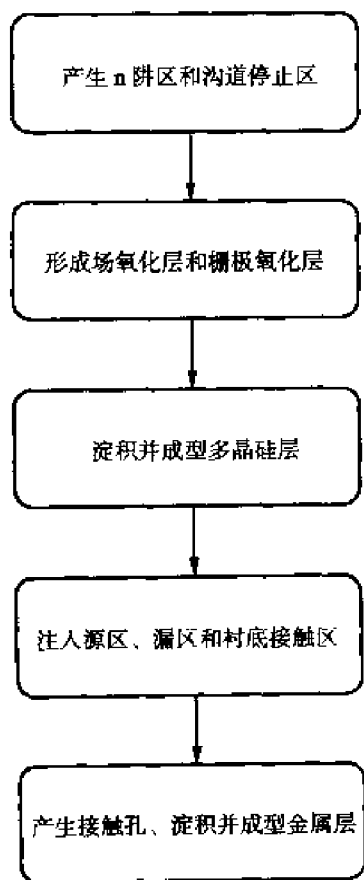 产生 n 阱区和沟道停止区
形成场氧化层和栅极氧化层
淀积并成型多晶硅层
注入源区、漏区和衬底接触区
产生接触孔、淀积并成型金属层